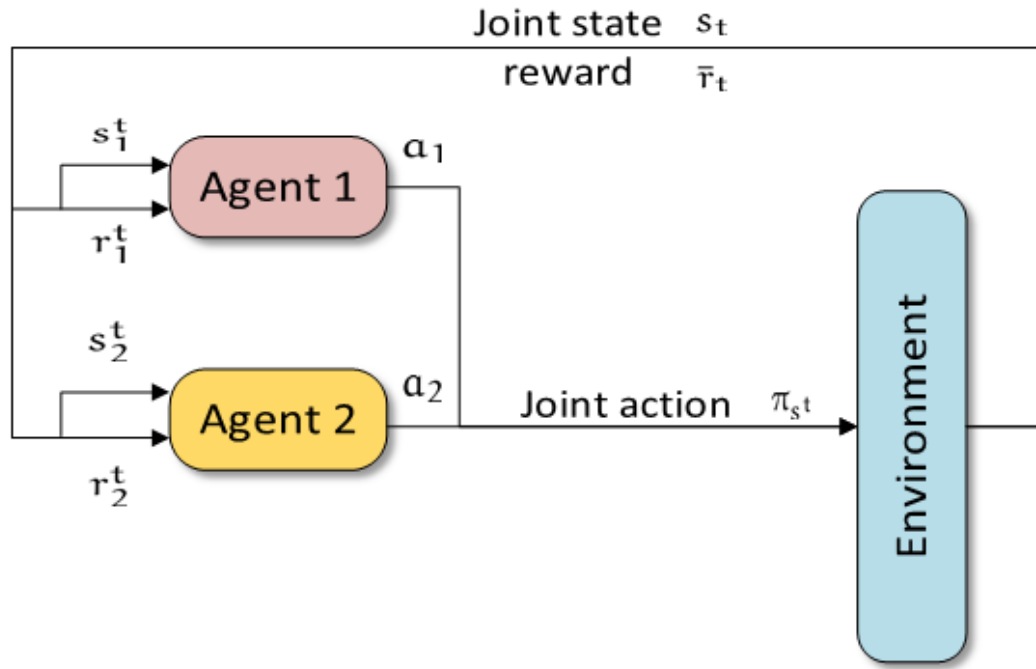 Joint state s_t
reward r̄_t
s_1^t
a_1
Agent 1
r_1^t
s_2^t
a_2
Agent 2
Joint action π_{s^t}
r_2^t
Environment